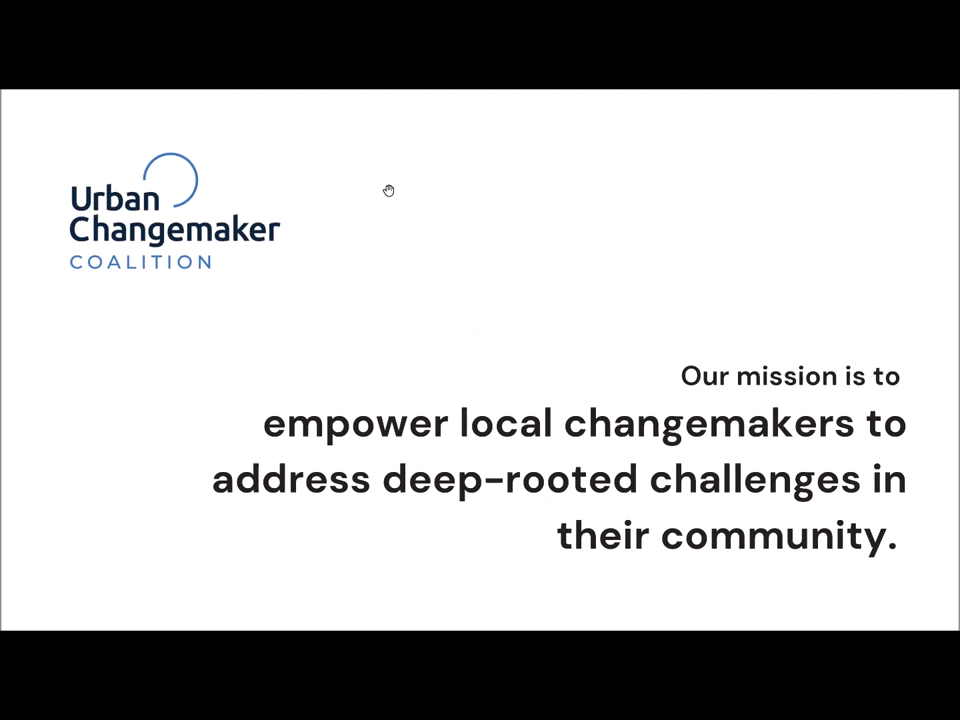 Urban
Changemaker
COALITION
Our mission is to
empower local changemakers to
address deep-rooted challenges in
their community.